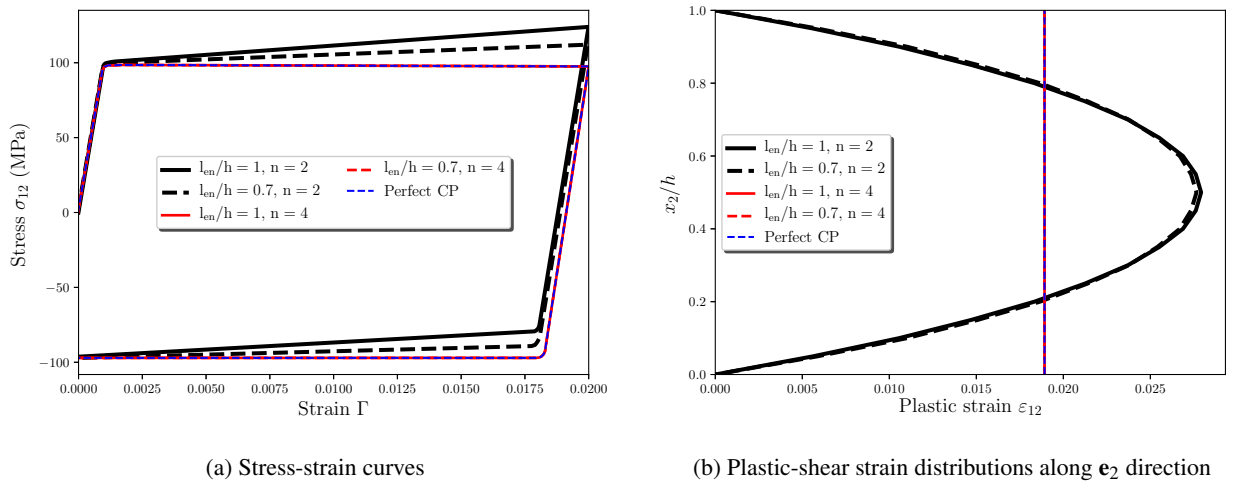 100
50
0
−50
−100
Stress σ12 (MPa)
len/h = 1, n = 2
len/h = 0.7, n = 2
len/h = 1, n = 4
len/h = 0.7, n = 4
Perfect CP
0.0000 0.0025 0.0050 0.0075 0.0100 0.0125 0.0150 0.0175 0.0200
Strain Γ
(a) Stress-strain curves
1.0
0.8
0.6
0.4
0.2
0.0
x2/h
len/h = 1, n = 2
len/h = 0.7, n = 2
len/h = 1, n = 4
len/h = 0.7, n = 4
Perfect CP
0.000 0.005 0.010 0.015 0.020 0.025
Plastic strain ε12
(b) Plastic-shear strain distributions along e2 direction